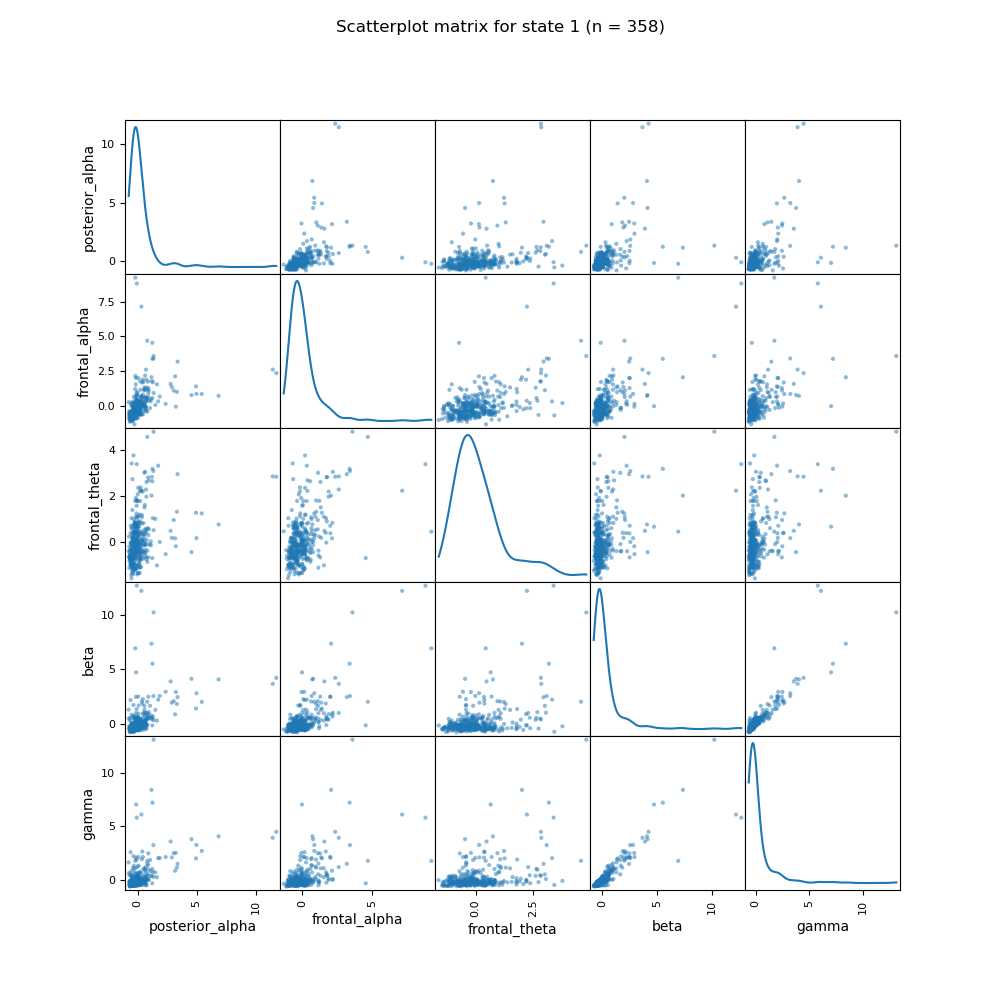 Scatterplot matrix for state 1 (n = 358)
posterior_alpha
10
5
0
frontal_alpha
7.5
5.0
2.5
0.0
frontal_theta
4
2
0
beta
10
5
0
gamma
10
5
0
0 5 10 0 5 0.0 2.5 0 5 10 0 5 10
posterior_alpha frontal_alpha frontal_theta beta gamma